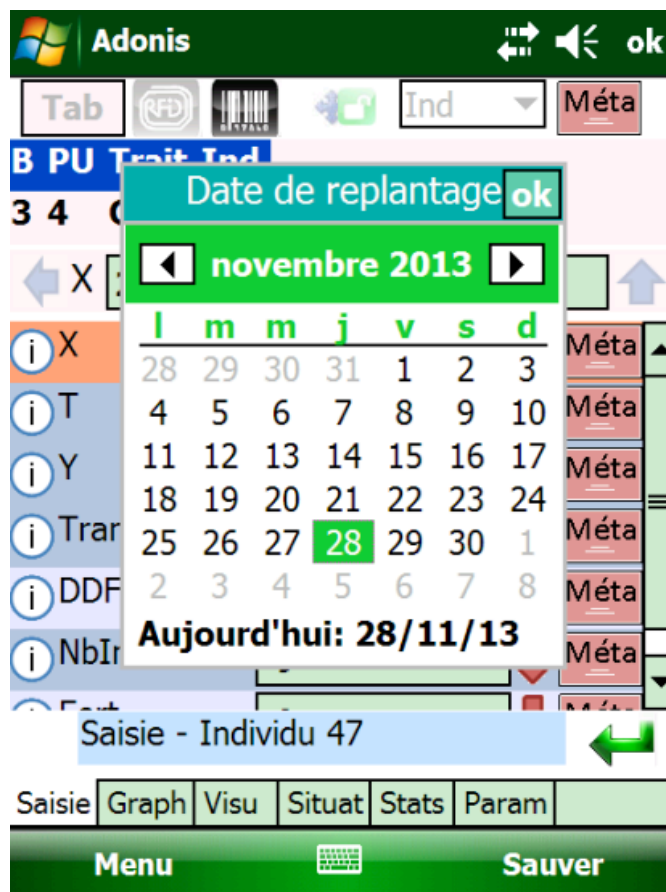 Adonis ok
Tab RFiD Ind Méta
B PU Trait Ind
3 4
Date de replantage ok
X
novembre 2013
l m m j v s d
X Méta
28 29 30 31 1 2 3
T Méta
4 5 6 7 8 9 10
Y Méta
11 12 13 14 15 16 17
18 19 20 21 22 23 24
Trar Méta
25 26 27 28 29 30 1
DDF Méta
2 3 4 5 6 7 8
Aujourd'hui: 28/11/13
NbIr Méta
Saisie - Individu 47
Saisie Graph Visu Situat Stats Param
Menu Sauver